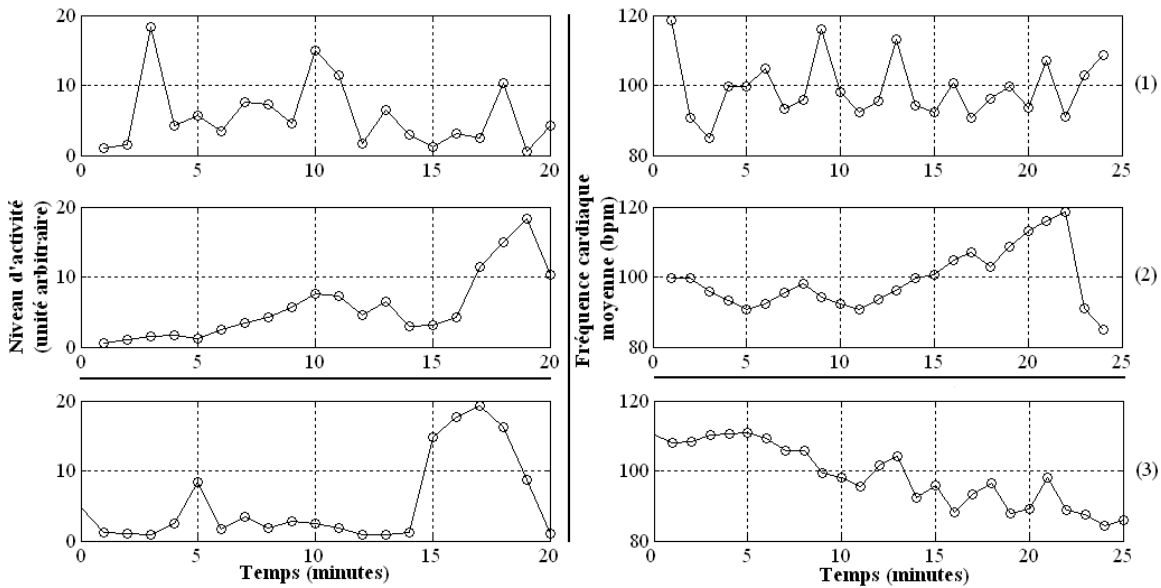 20
10
0
0 5 10 15 20
120
100
80
0 5 10 15 20 25
(1)
Niveau d'activité
(unité arbitraire)
20
10
0
0 5 10 15 20
Fréquence cardiaque
moyenne (bpm)
120
100
80
0 5 10 15 20 25
(2)
20
10
0
0 5 10 15 20
Temps (minutes)
120
100
80
0 5 10 15 20 25
Temps (minutes)
(3)